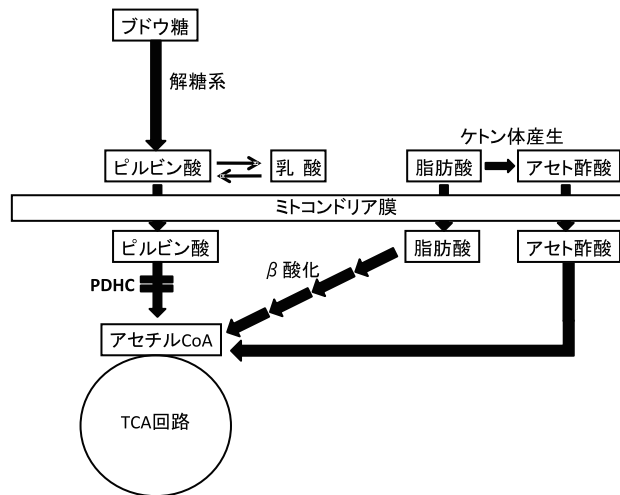 ブドウ糖
解糖系
ケトン体産生
ピルビン酸
乳 酸
脂肪酸
アセト酢酸
ミトコンドリア膜
ピルビン酸
脂肪酸
アセト酢酸
β酸化
PDHC
アセチルCoA
TCA回路